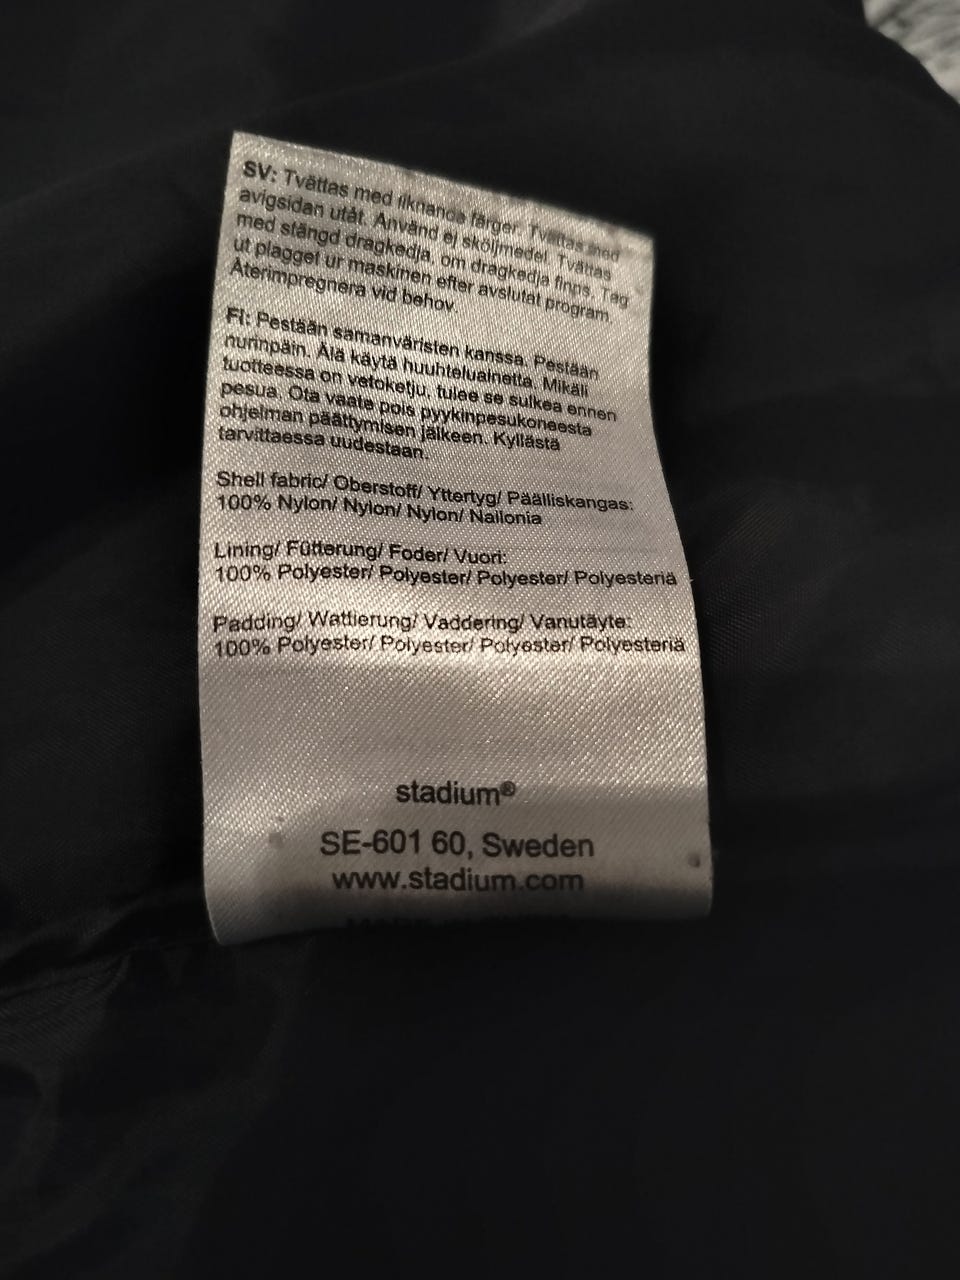 SV: Tvättas med liknande färger. Tvättas med
avigsidan utåt. Använd ej sköljmedel. Tvättas
med stängd dragkedja, om dragkedja finns. Tag
ut plagget ur maskinen efter avslutat program.
Återimpregnera vid behov.
FI: Pestään samanväristen kanssa. Pestään
nurinpäin. Älä käytä huuhteluainetta. Mikäli
tuotteessa on vetoketju, tulee se sulkea ennen
pesua. Ota vaate pois pyykinpesukoneesta
ohjelman päättymisen jälkeen. Kyllästä
tarvittaessa uudestaan.
Shell fabric/ Oberstoff/ Yttertyg/ Päälliskangas:
100% Nylon/ Nylon/ Nylon/ Nailonia
Lining/ Fütterung/ Foder/ Vuori:
100% Polyester/ Polyester/ Polyester/ Polyesteriä
Padding/ Wattierung/ Vaddering/ Vanutäyte:
100% Polyester/ Polyester/ Polyester/ Polyesteriä
stadium®
SE-601 60, Sweden
www.stadium.com